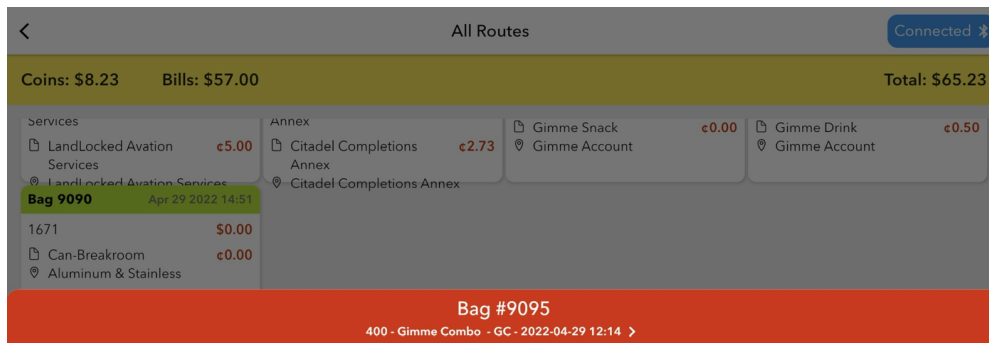 All Routes
Connected
Coins: $8.23 Bills: $57.00 Total: $65.23
Services
LandLocked Avation ¢5.00
Services
LandLocked Avation Services
Annex
Citadel Completions ¢2.73
Annex
Citadel Completions Annex
Gimme Snack ¢0.00
Gimme Account
Gimme Drink ¢0.50
Gimme Account
Bag 9090 Apr 29 2022 14:51
1671 $0.00
Can-Breakroom ¢0.00
Aluminum & Stainless
Bag #9095
400 - Gimme Combo - GC - 2022-04-29 12:14